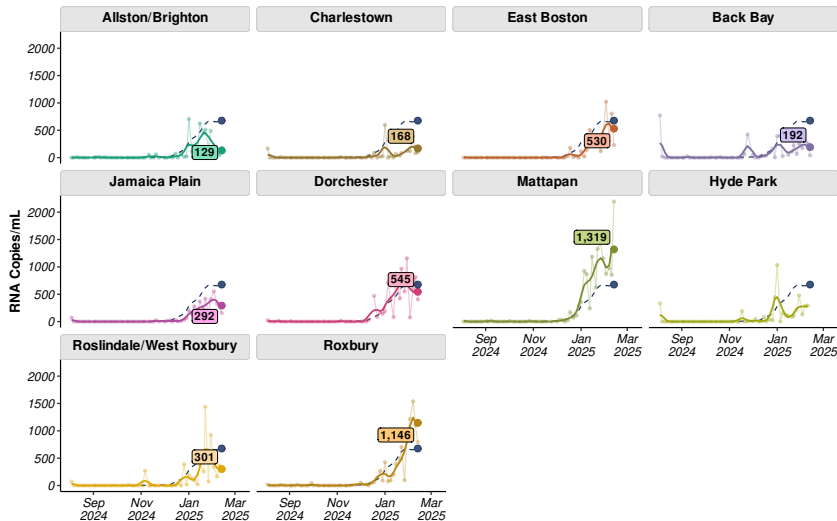 Allston/Brighton
Charlestown
East Boston
Back Bay
2000
1500
1000
500
0
129
168
530
192
Jamaica Plain
Dorchester
Mattapan
Hyde Park
RNA Copies/mL
2000
1500
1000
500
0
292
545
1,319
Sep
2024
Nov
2024
Jan
2025
Mar
2025
Sep
2024
Nov
2024
Jan
2025
Mar
2025
Roslindale/West Roxbury
Roxbury
2000
1500
1000
500
0
301
1,146
Sep
2024
Nov
2024
Jan
2025
Mar
2025
Sep
2024
Nov
2024
Jan
2025
Mar
2025